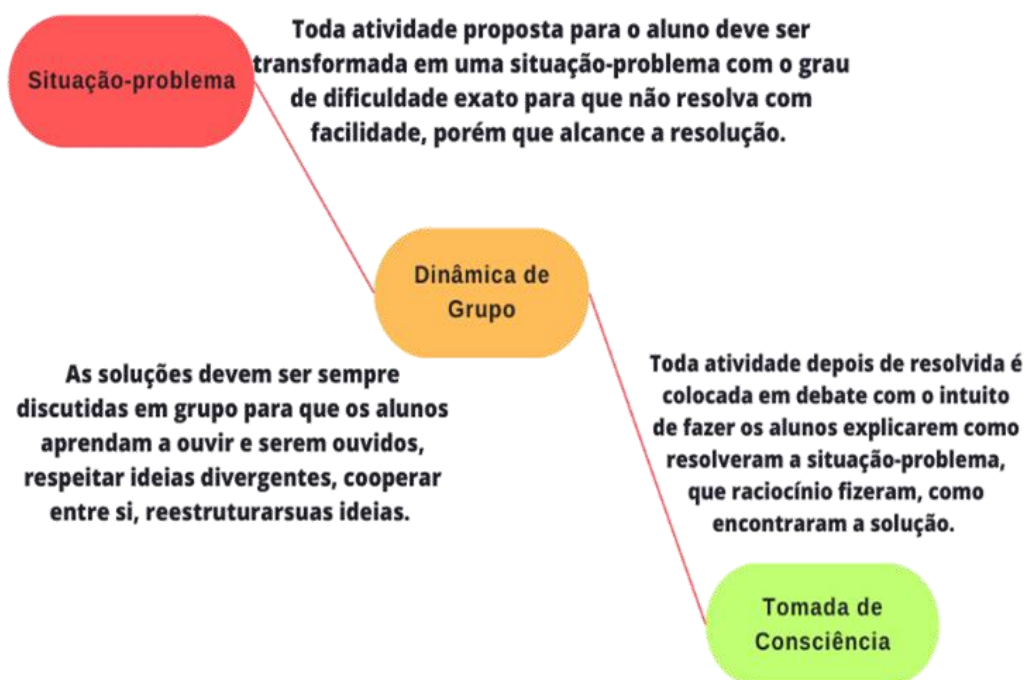 Situação-problema
Toda atividade proposta para o aluno deve ser
transformada em uma situação-problema com o grau
de dificuldade exato para que não resolva com
facilidade, porém que alcance a resolução.
Dinâmica de
Grupo
As soluções devem ser sempre
discutidas em grupo para que os alunos
aprendam a ouvir e serem ouvidos,
respeitar ideias divergentes, cooperar
entre si, reestruturarsuas ideias.
Toda atividade depois de resolvida é
colocada em debate com o intuito
de fazer os alunos explicarem como
resolveram a situação-problema,
que raciocínio fizeram, como
encontraram a solução.
Tomada de
Consciência